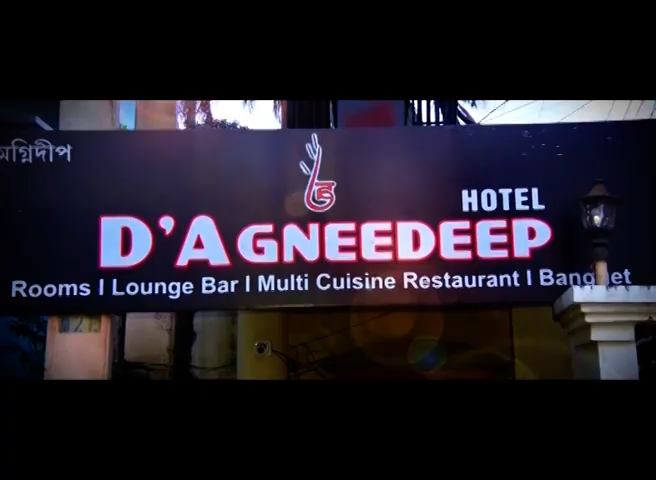 অগ্নিদীপ
HOTEL
D'AGNEEDEEP
Rooms I Lounge Bar I Multi Cuisine Restaurant I Banquet